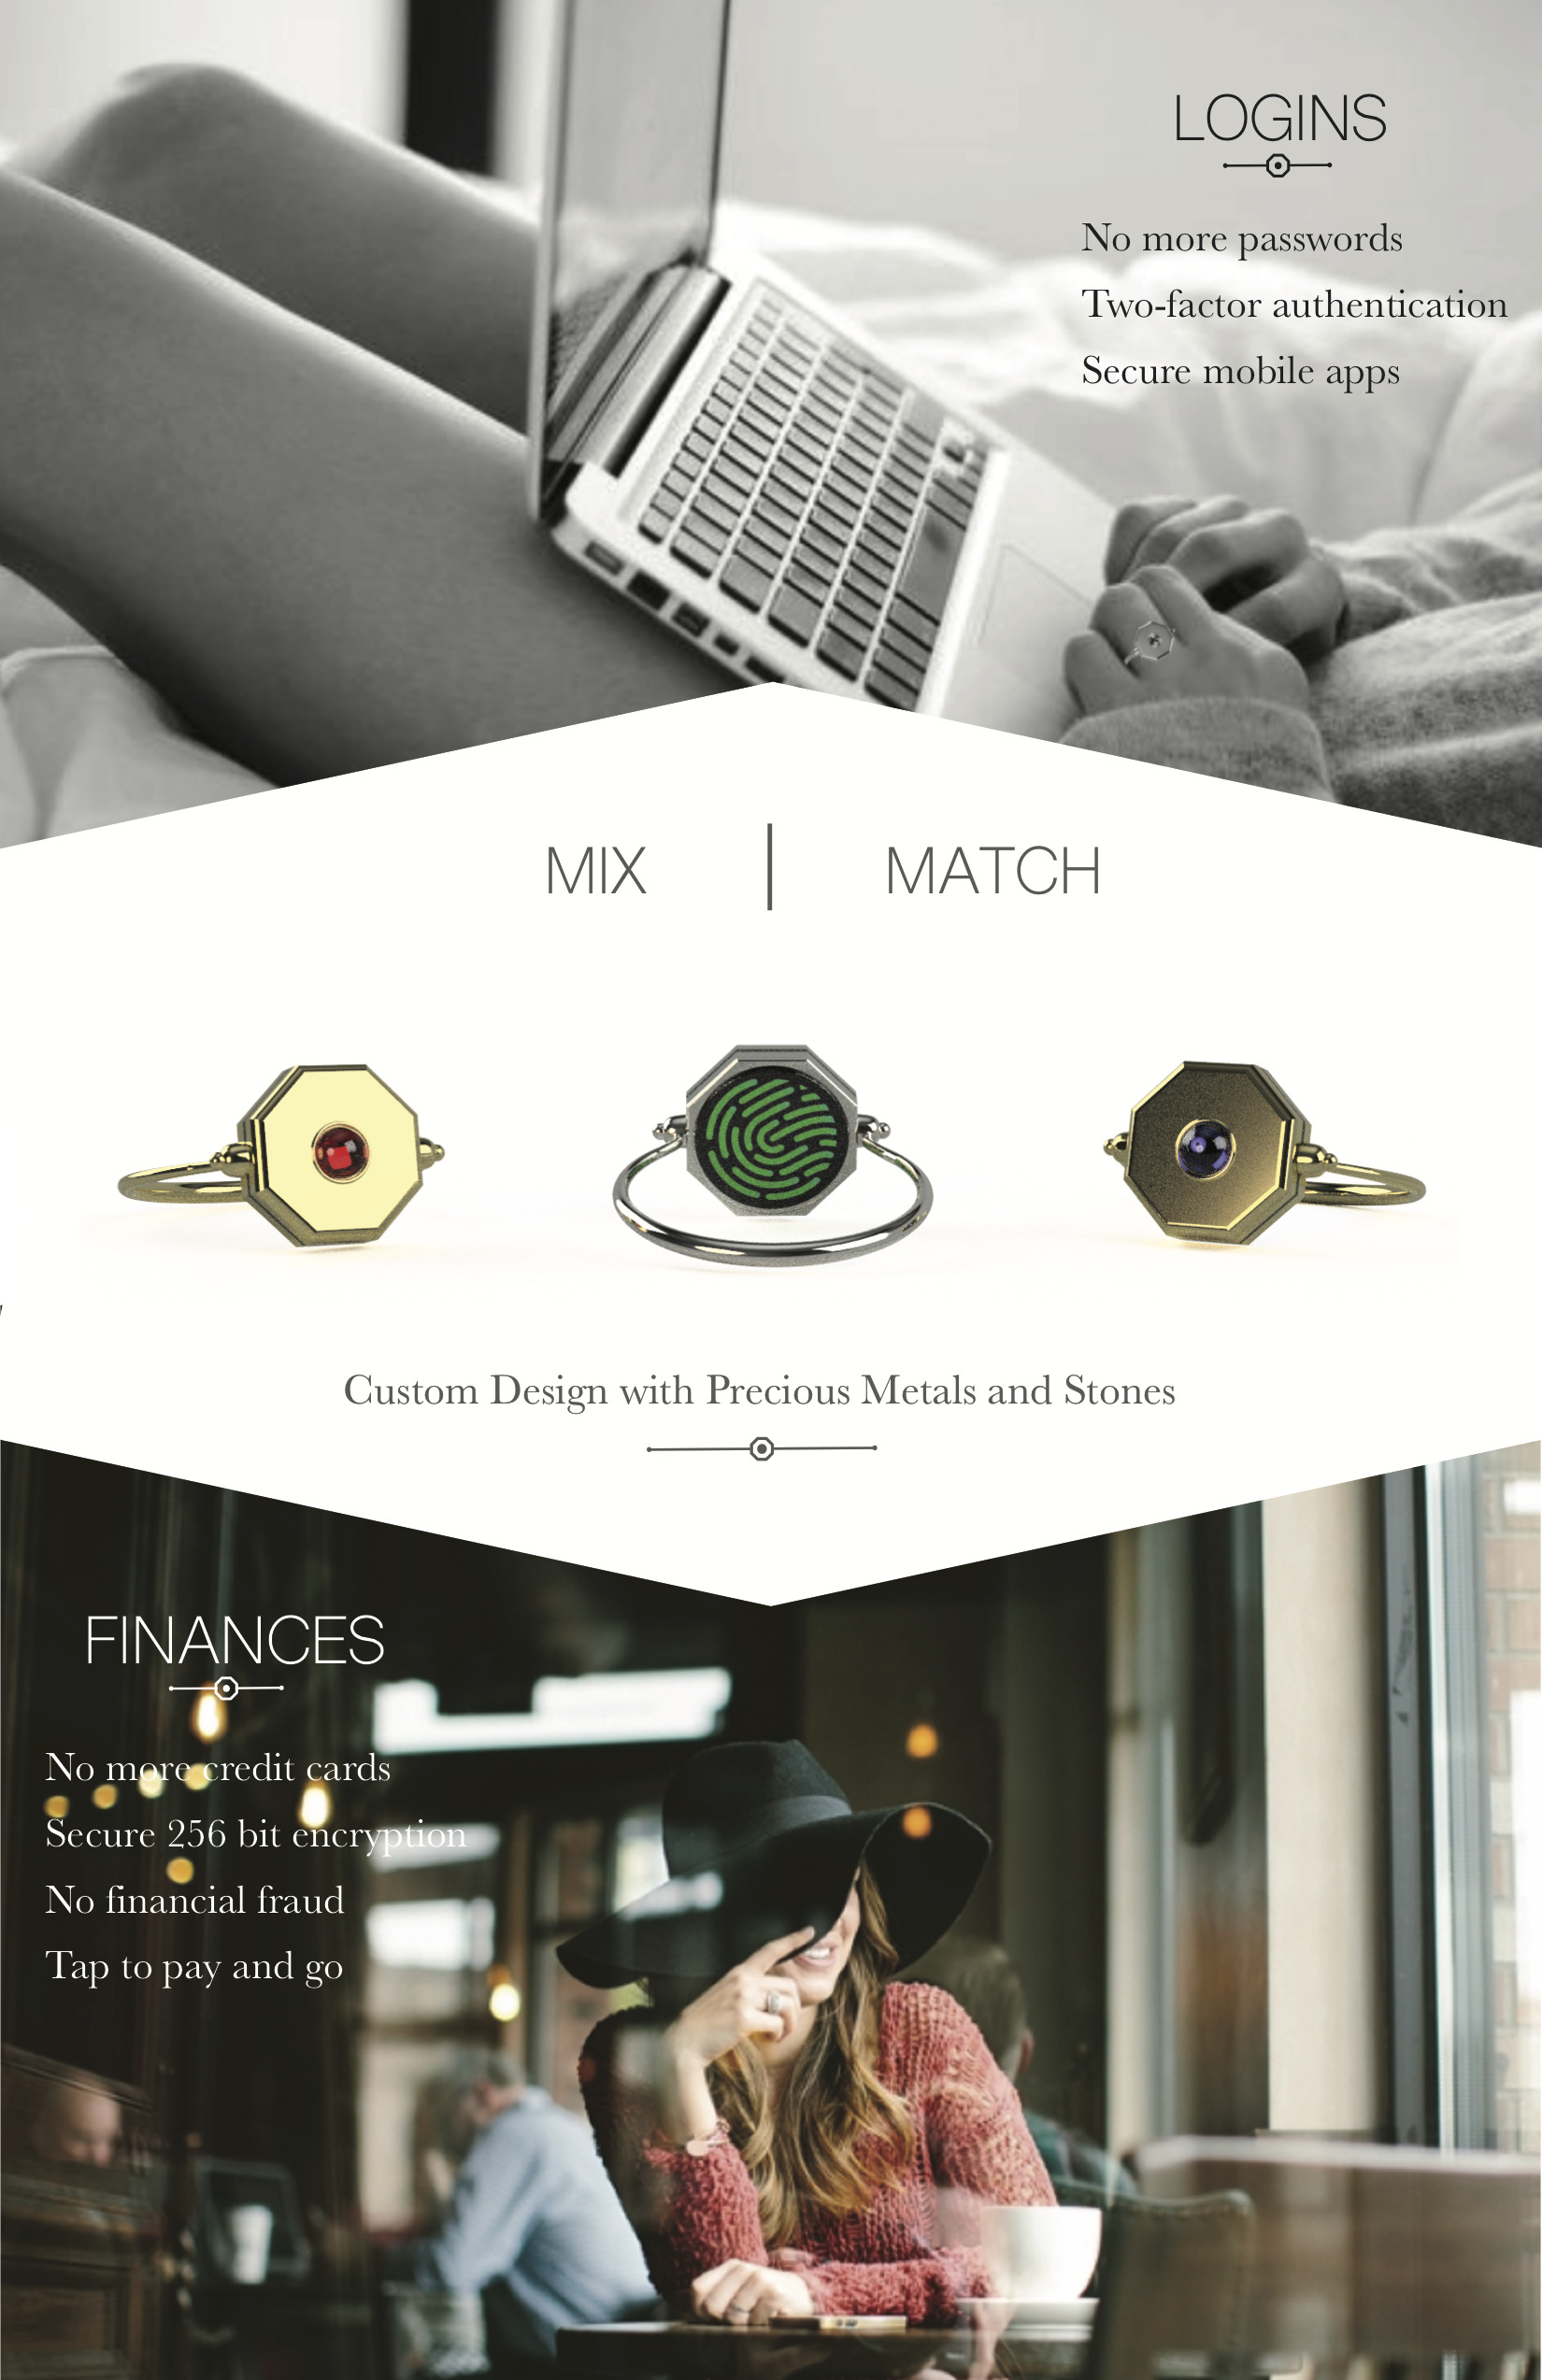 LOGINS
No more passwords
Two-factor authentication
Secure mobile apps
MIX | MATCH
Custom Design with Precious Metals and Stones
FINANCES
No more credit cards
Secure 256 bit encryption
No financial fraud
Tap to pay and go